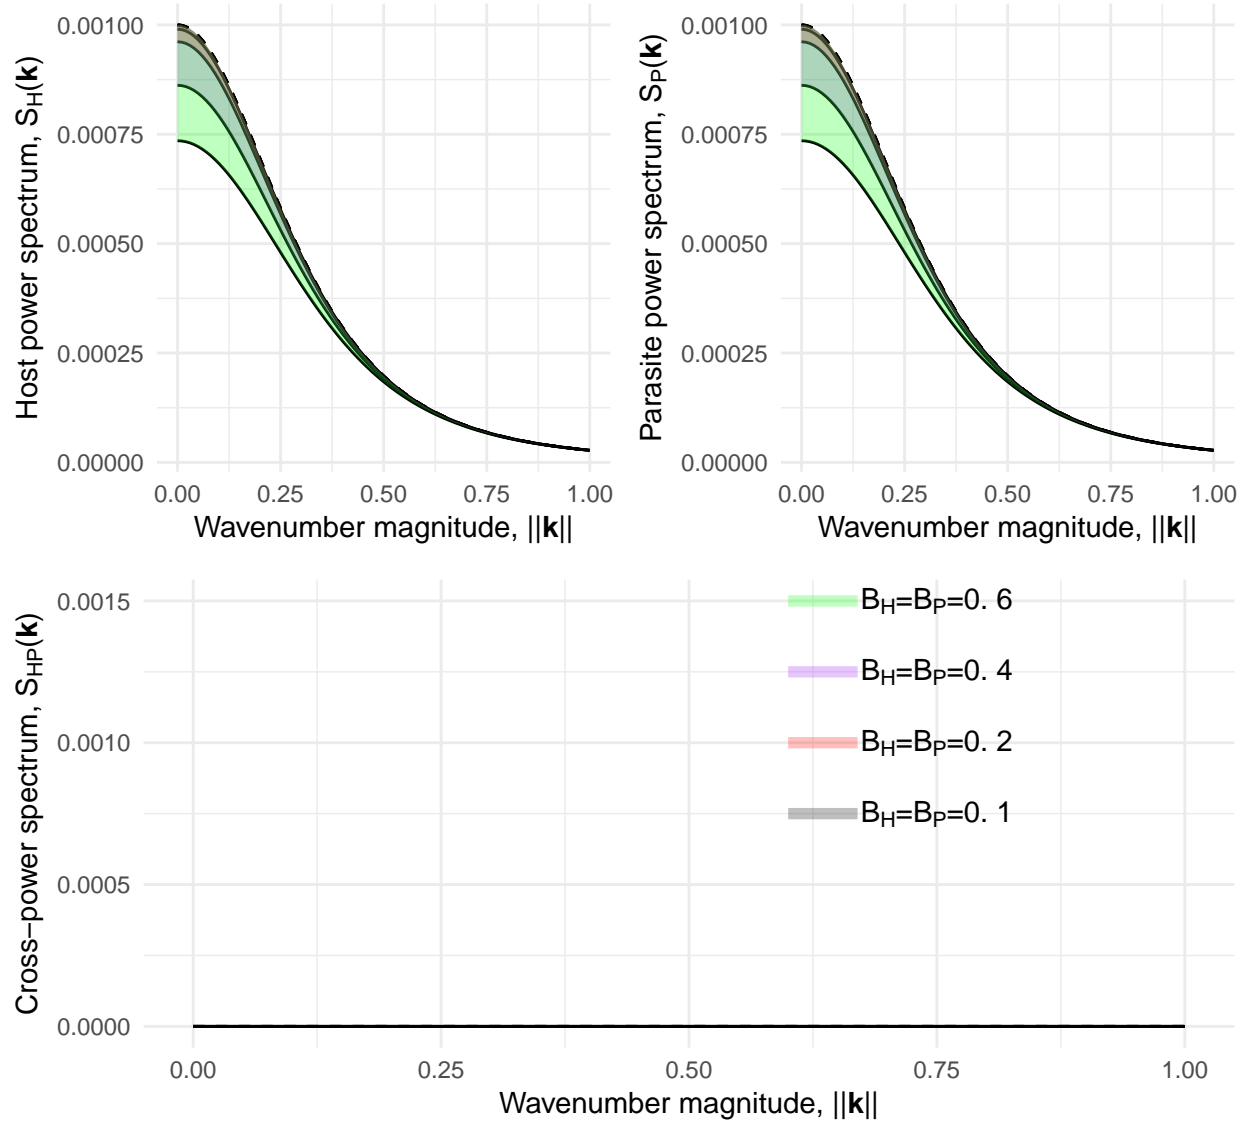 Host power spectrum, S_H(k)
0.00100
0.00075
0.00050
0.00025
0.00000
0.00 0.25 0.50 0.75 1.00
Wavenumber magnitude, ||k||
Parasite power spectrum, S_P(k)
0.00100
0.00075
0.00050
0.00025
0.00000
0.00 0.25 0.50 0.75 1.00
Wavenumber magnitude, ||k||
Cross−power spectrum, S_HP(k)
0.0015
0.0010
0.0005
0.0000
0.00 0.25 0.50 0.75 1.00
Wavenumber magnitude, ||k||
B_H=B_P=0. 6
B_H=B_P=0. 4
B_H=B_P=0. 2
B_H=B_P=0. 1